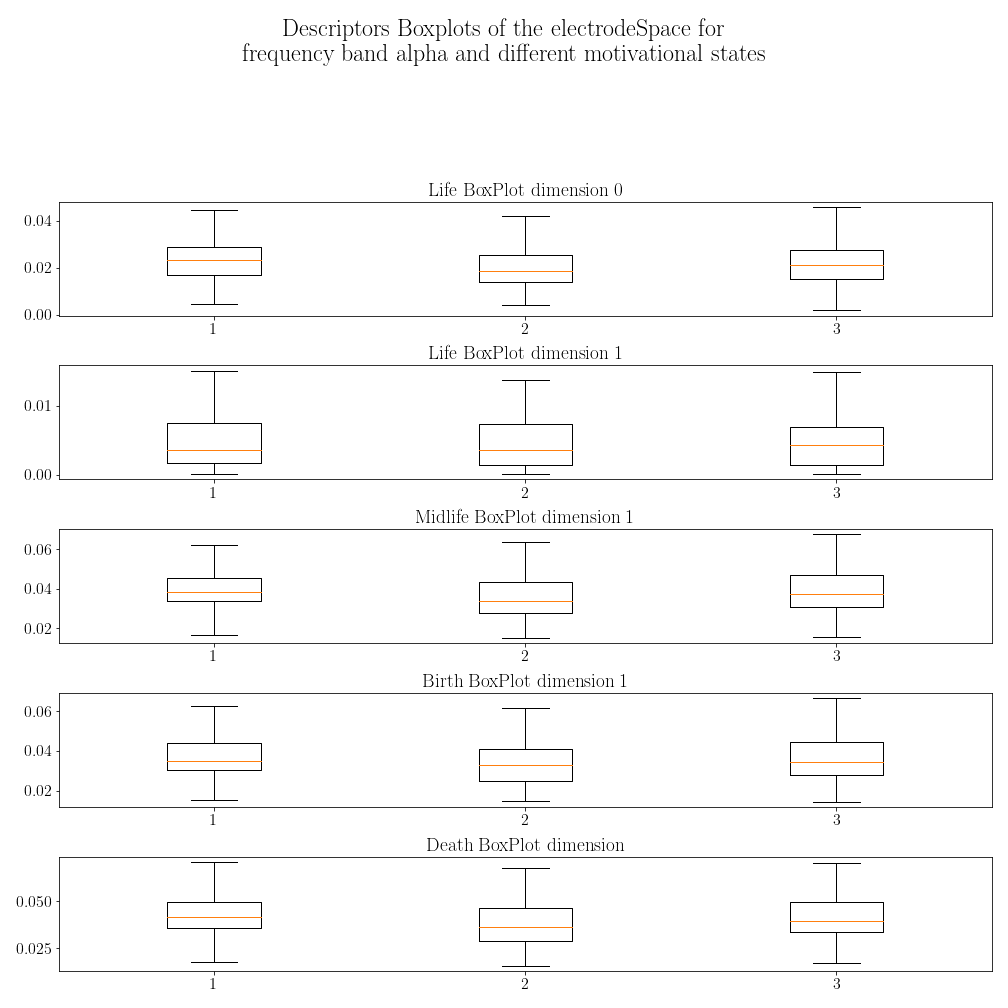 Descriptors Boxplots of the electrodeSpace for
frequency band alpha and different motivational states
Life BoxPlot dimension 0
0.04
0.02
0.00
1 2 3
Life BoxPlot dimension 1
0.01
0.00
1 2 3
Midlife BoxPlot dimension 1
0.06
0.04
0.02
1 2 3
Birth BoxPlot dimension 1
0.06
0.04
0.02
1 2 3
Death BoxPlot dimension
0.050
0.025
1 2 3